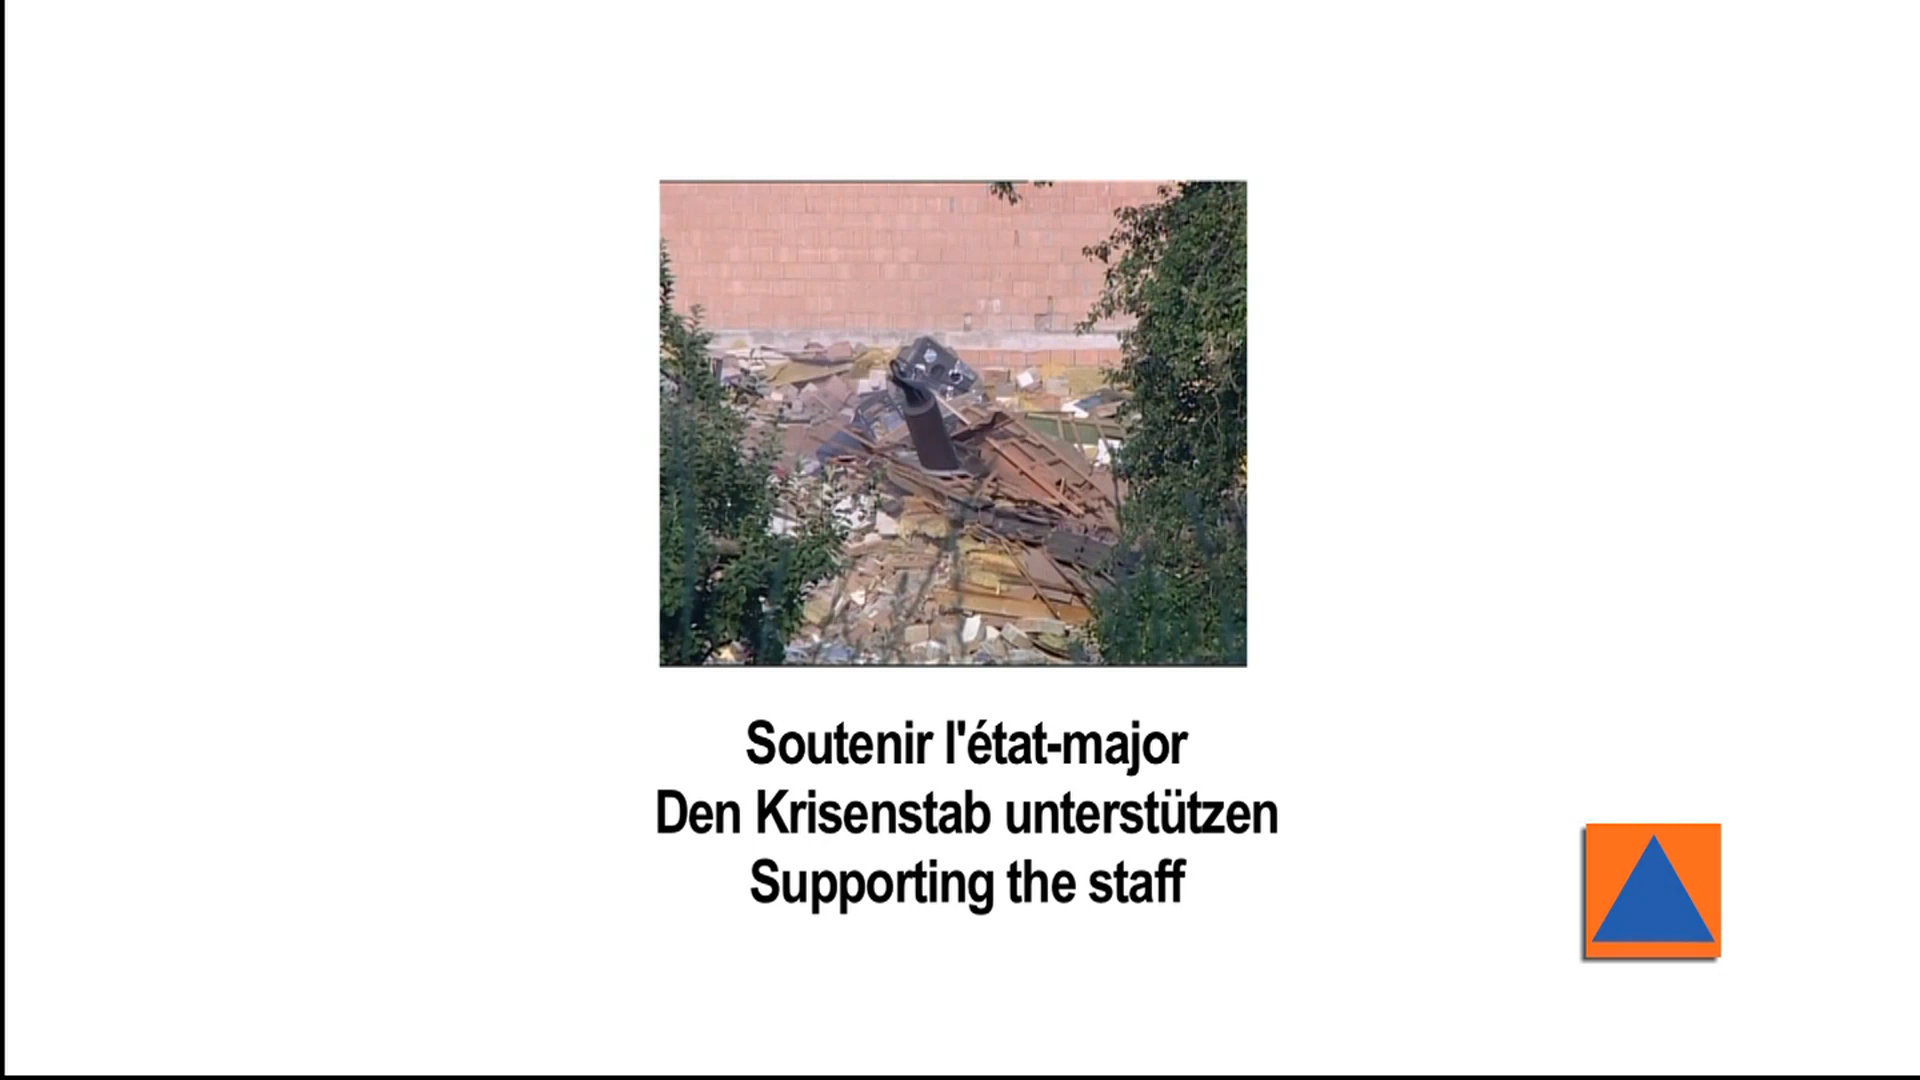 Soutenir l'état-major
Den Krisenstab unterstützen
Supporting the staff